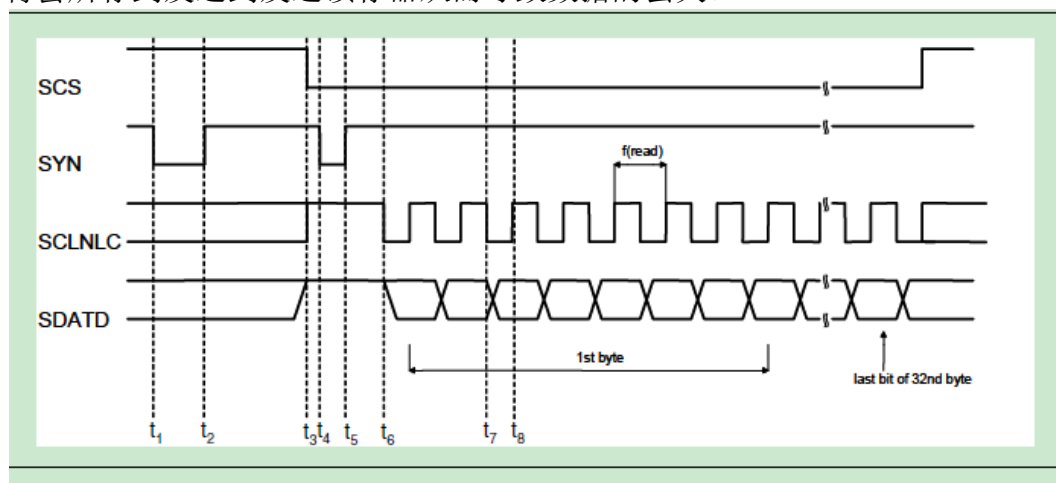 SCS
SYN
f(read)
SCLNLC
SDATD
1st byte
last bit of 32nd byte
t1 t2 t3 t4 t5 t6 t7 t8